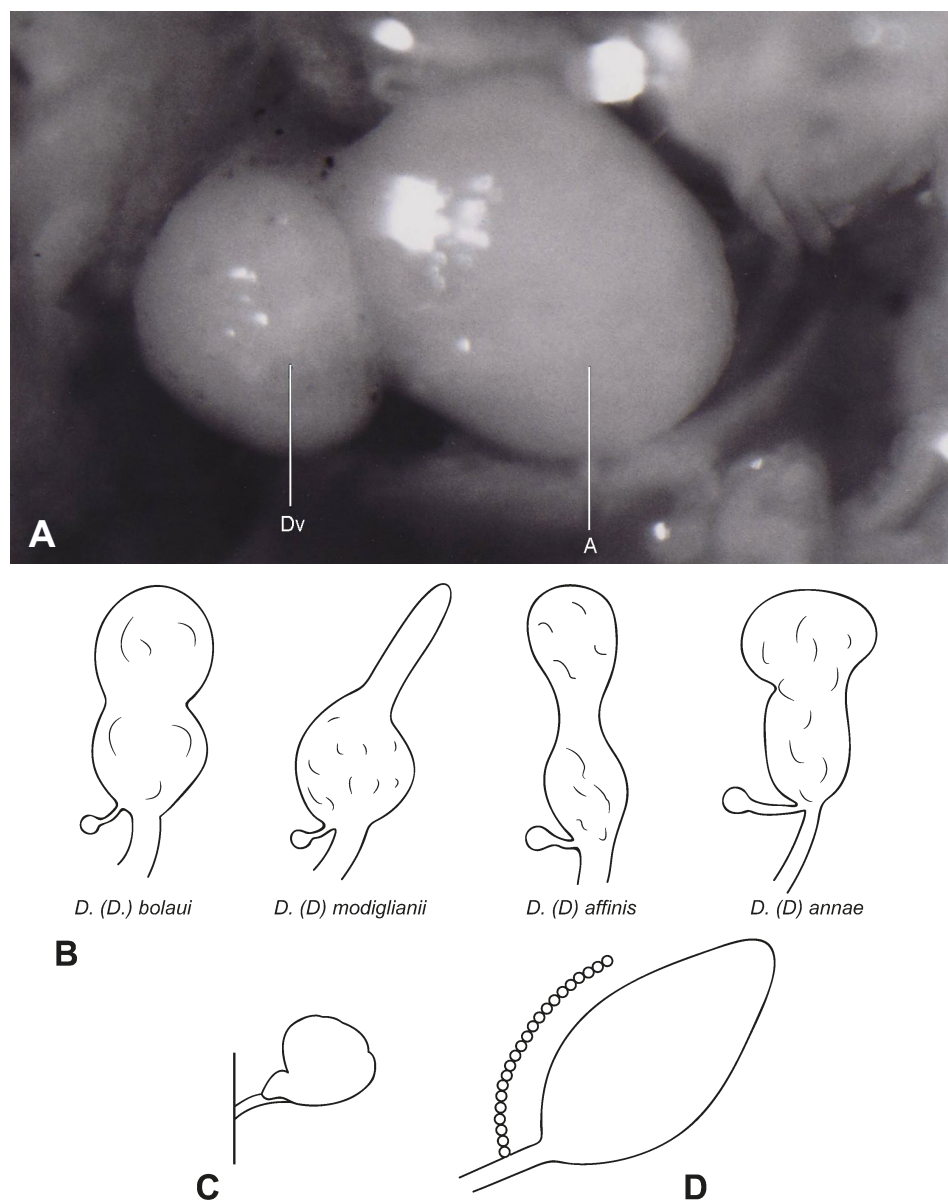 Dv
A
A
D. (D.) bolaui
D. (D) modiglianii
D. (D) affinis
D. (D) annae
B
C
D